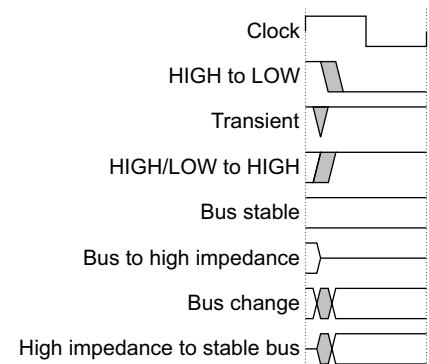 Clock
HIGH to LOW
Transient
HIGH/LOW to HIGH
Bus stable
Bus to high impedance
Bus change
High impedance to stable bus